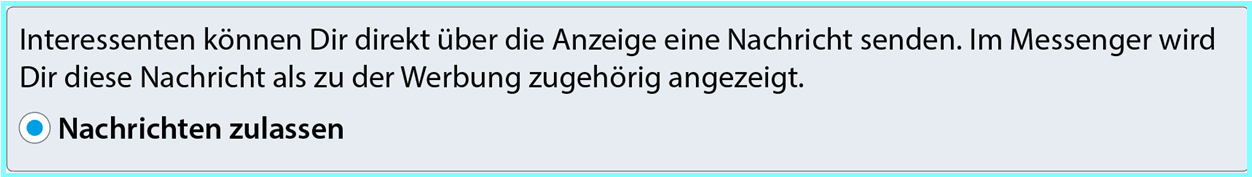 Interessenten können Dir direkt über die Anzeige eine Nachricht senden. Im Messenger wird
Dir diese Nachricht als zu der Werbung zugehörig angezeigt.
Nachrichten zulassen